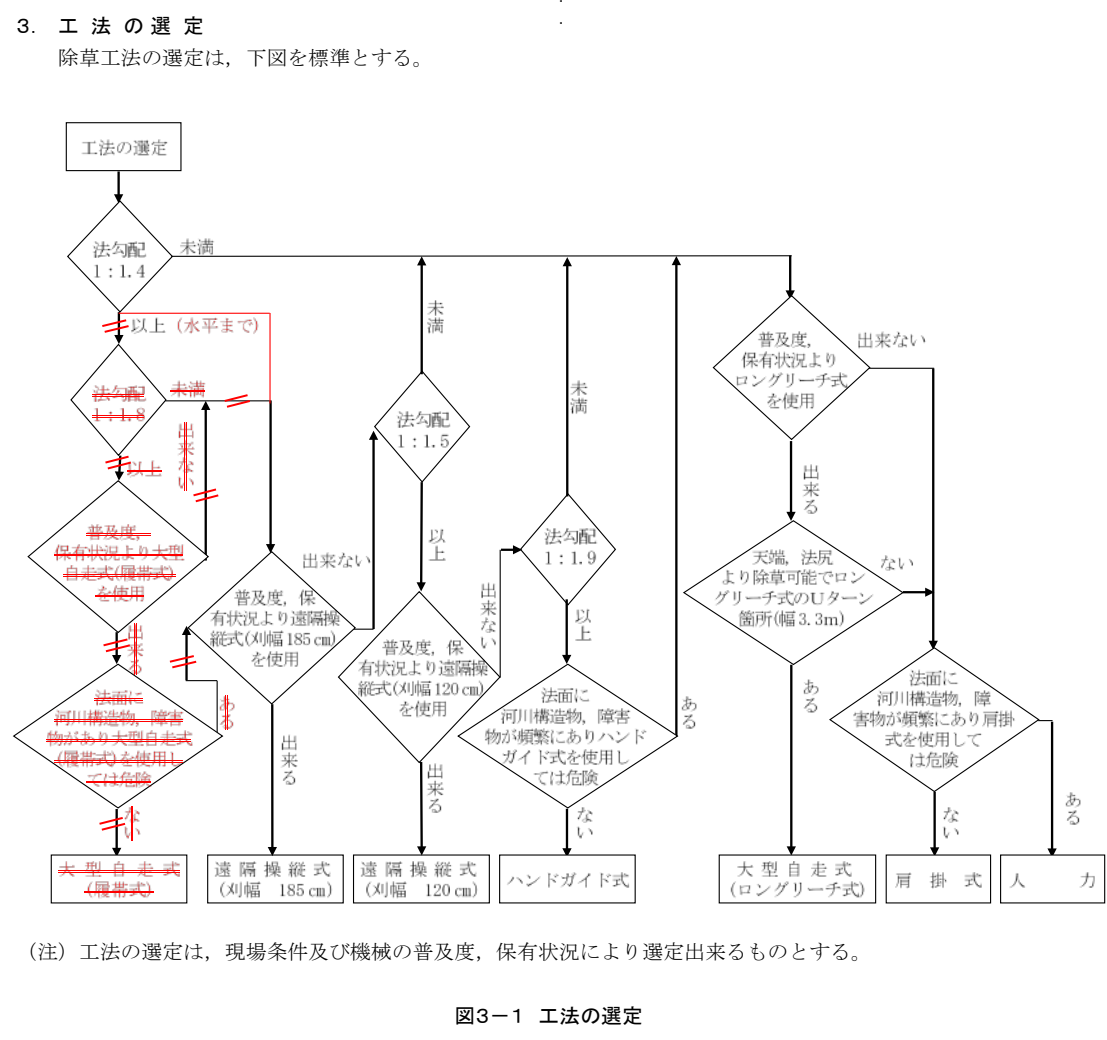 3. 工法の選定
除草工法の選定は，下図を標準とする。
工法の選定
法勾配
1：1.4
未満
以上（水平まで）
法勾配
1：1.8
未満
以上
出来ない
普及度，
保有状況より大型
自走式(履帯式)
を使用
出来る
法面に
河川構造物，障害
物があり大型自走式
(履帯式)を使用し
ては危険
ある
ない
大型自走式
(履帯式)
普及度，保
有状況より遠隔操
縦式(刈幅185㎝)
を使用
出来ない
出来る
遠隔操縦式
(刈幅　185㎝)
未満
法勾配
1：1.5
以上
普及度，保
有状況より遠隔操
縦式(刈幅120㎝)
を使用
出来ない
出来る
遠隔操縦式
(刈幅　120㎝)
未満
法勾配
1：1.9
以上
法面に
河川構造物，障害
物が頻繁にありハンド
ガイド式を使用し
ては危険
ある
ない
ハンドガイド式
普及度，
保有状況より
ロングリーチ式
を使用
出来ない
出来る
天端，法尻
より除草可能でロン
グリーチ式のUターン
箇所(幅3.3m)
ない
ある
大型自走式
(ロングリーチ式)
法面に
河川構造物，障
害物が頻繁にあり肩掛
式を使用して
は危険
ない
ある
肩掛式
人力
（注）工法の選定は，現場条件及び機械の普及度，保有状況により選定出来るものとする。
図3－1　工法の選定